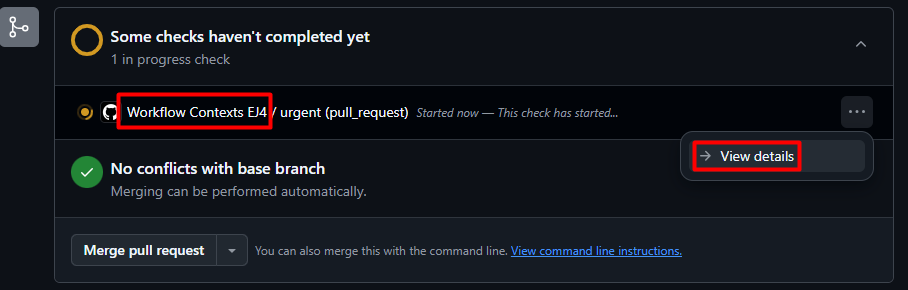 Some checks haven't completed yet
1 in progress check
Workflow Contexts EJ4 / urgent (pull_request) Started now — This check has started...
View details
No conflicts with base branch
Merging can be performed automatically.
Merge pull request You can also merge this with the command line. View command line instructions.